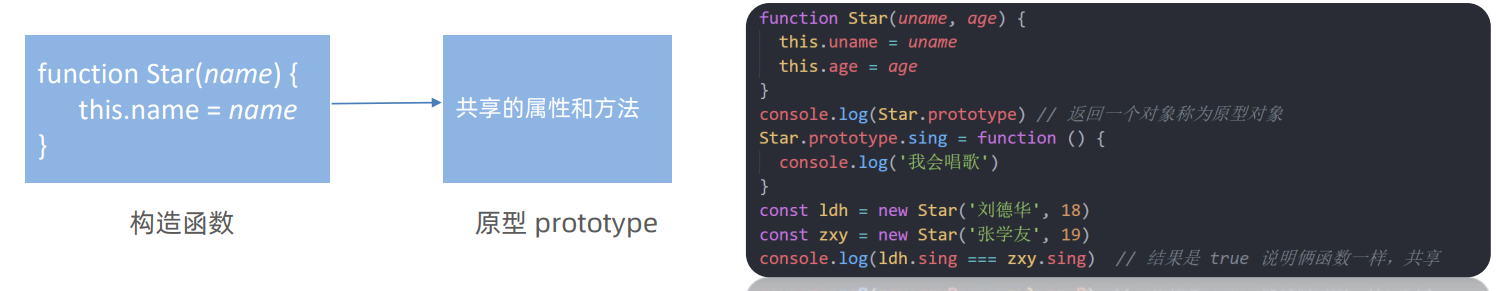 function Star(name) {
this.name = name
}
构造函数
共享的属性和方法
原型 prototype
function Star(uname, age) {
this.uname = uname
this.age = age
}
console.log(Star.prototype) // 返回一个对象称为原型对象
Star.prototype.sing = function () {
console.log('我会唱歌')
}
const ldh = new Star('刘德华', 18)
const zxy = new Star('张学友', 19)
console.log(ldh.sing === zxy.sing) // 结果是 true 说明俩函数一样，共享